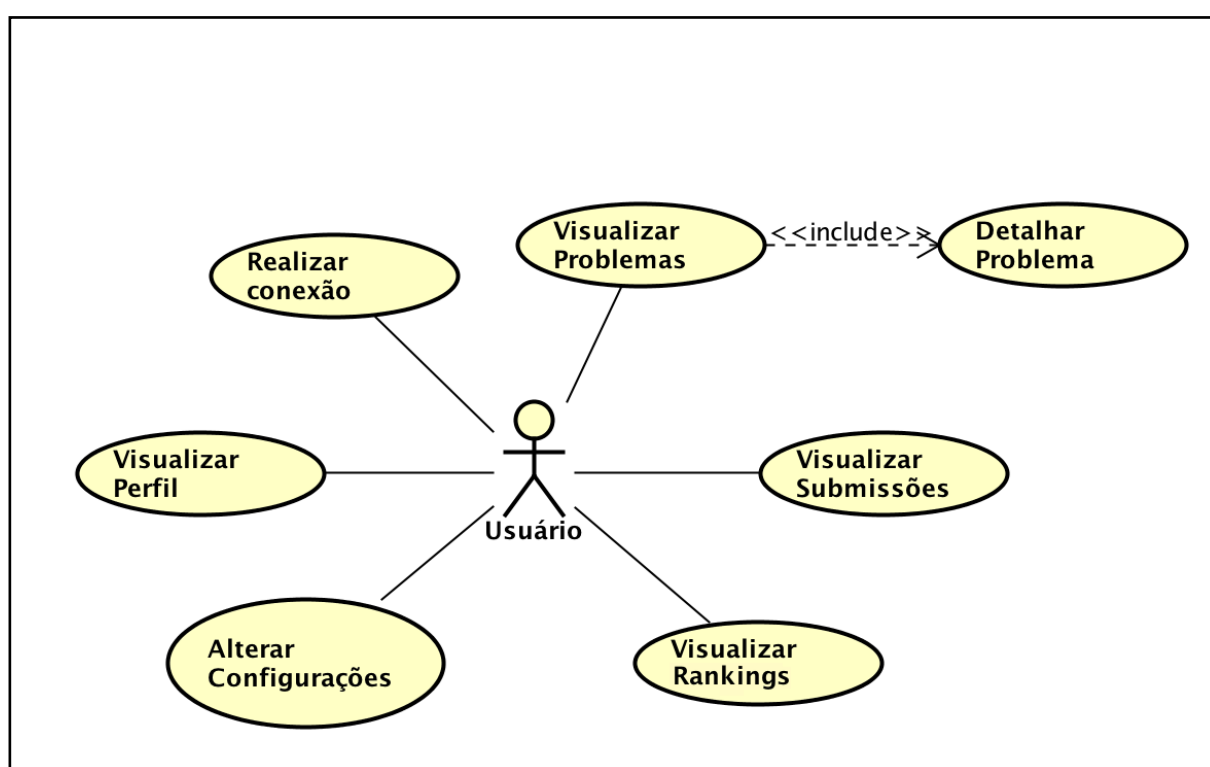 Visualizar
Problemas
<<include>>
Detalhar
Problema
Realizar
conexão
Visualizar
Perfil
Usuário
Visualizar
Submissões
Alterar
Configurações
Visualizar
Rankings